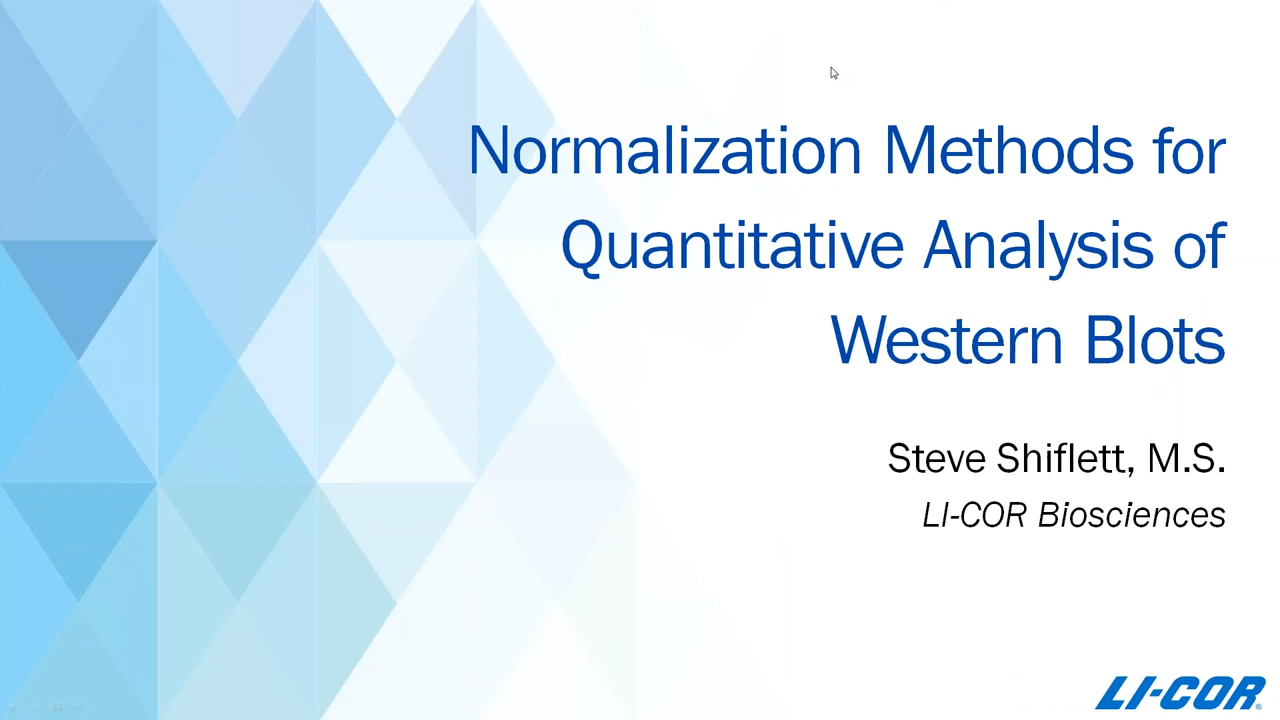 Normalization Methods for
Quantitative Analysis of
Western Blots
Steve Shiflett, M.S.
LI-COR Biosciences
LI-COR®